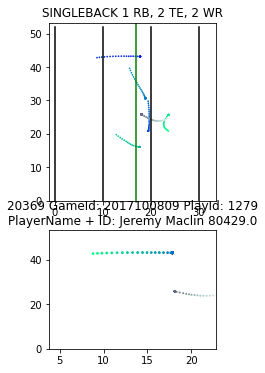 SINGLEBACK 1 RB, 2 TE, 2 WR
50
40
30
20
10
0
0 10 20 30
20369 GameId: 2017100809 PlayId: 1279
PlayerName + ID: Jeremy Maclin 80429.0
40
20
0
5 10 15 20